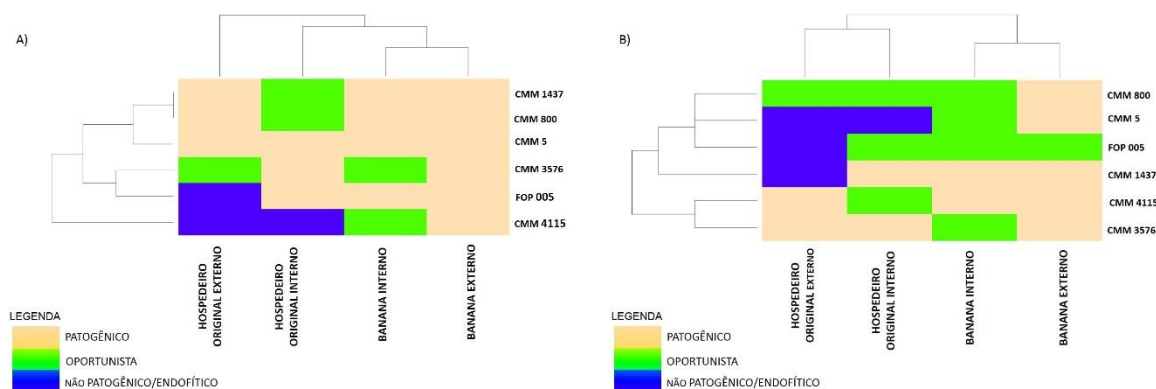 A)
CMM 1437
CMM 800
CMM 5
CMM 3576
FOP 005
CMM 4115
HOSPEDEIRO
ORIGINAL EXTERNO
HOSPEDEIRO
ORIGINAL INTERNO
BANANA INTERNO
BANANA EXTERNO
LEGENDA
PATOGÊNICO
OPORTUNISTA
NÃO PATOGÊNICO/ENDOFÍTICO
B)
CMM 800
CMM 5
FOP 005
CMM 1437
CMM 4115
CMM 3576
HOSPEDEIRO
ORIGINAL EXTERNO
HOSPEDEIRO
ORIGINAL INTERNO
BANANA INTERNO
BANANA EXTERNO
LEGENDA
PATOGÊNICO
OPORTUNISTA
NÃO PATOGÊNICO/ENDOFÍTICO